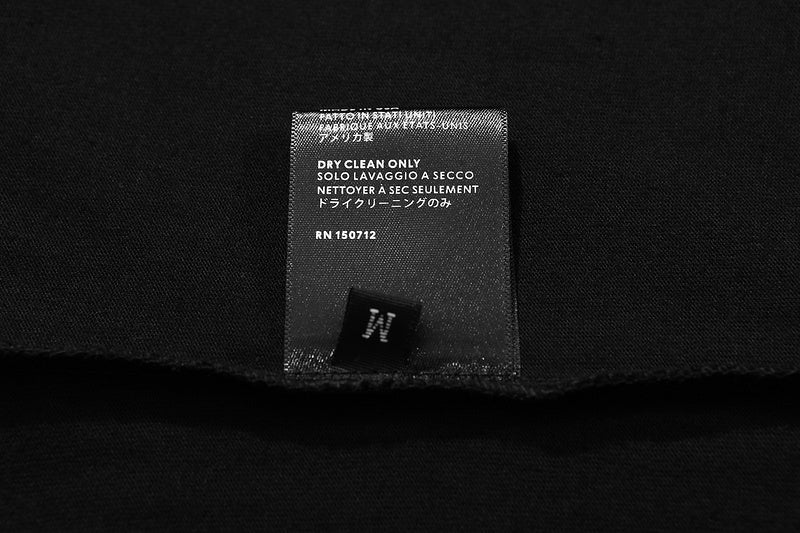 FATTO IN STATI UNITI
FABRIQUÉ AUX ÉTATS-UNIS
アメリカ製
DRY CLEAN ONLY
SOLO LAVAGGIO A SECCO
NETTOYER À SEC SEULEMENT
ドライクリーニングのみ
RN 150712
M